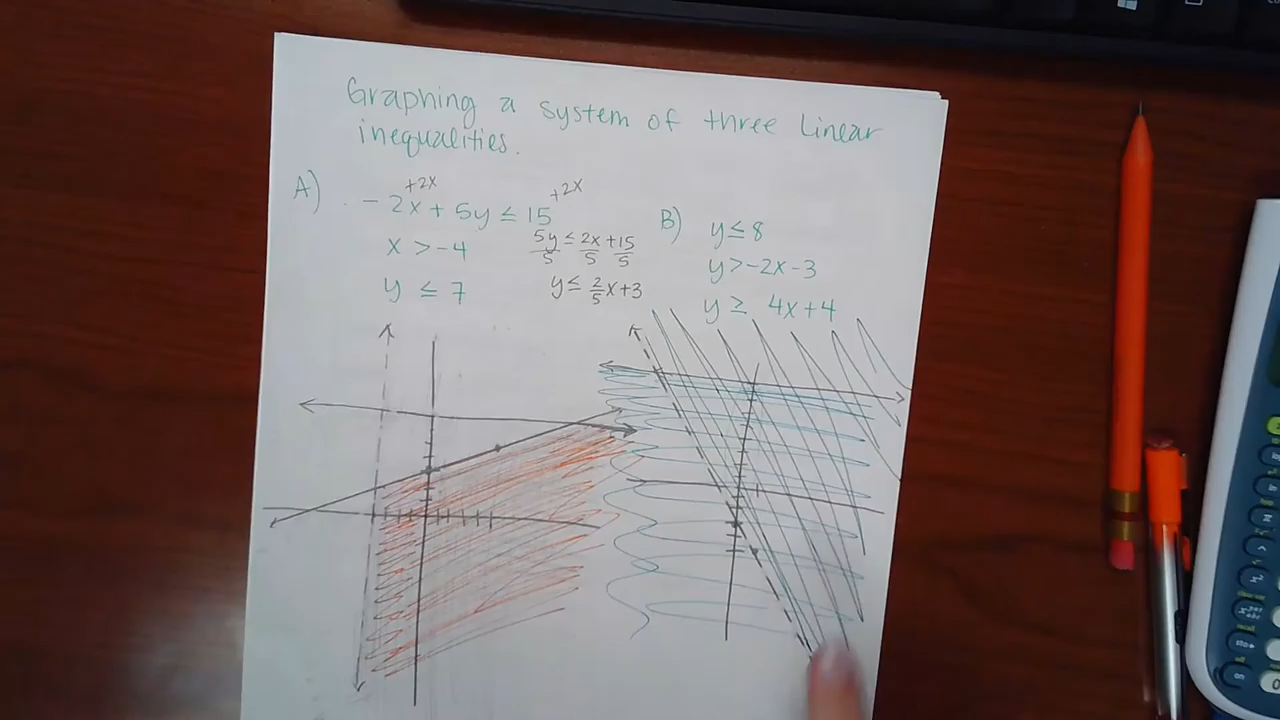 Graphing a system of three linear
inequalities.
A)
+2x +2x
- 2x + 5y ≤ 15
x > -4
y ≤ 7
5y ≤ 2x + 15
5 5 5
y ≤ 2/5 x + 3
B)
y ≤ 8
y > -2x - 3
y ≥ 4x + 4